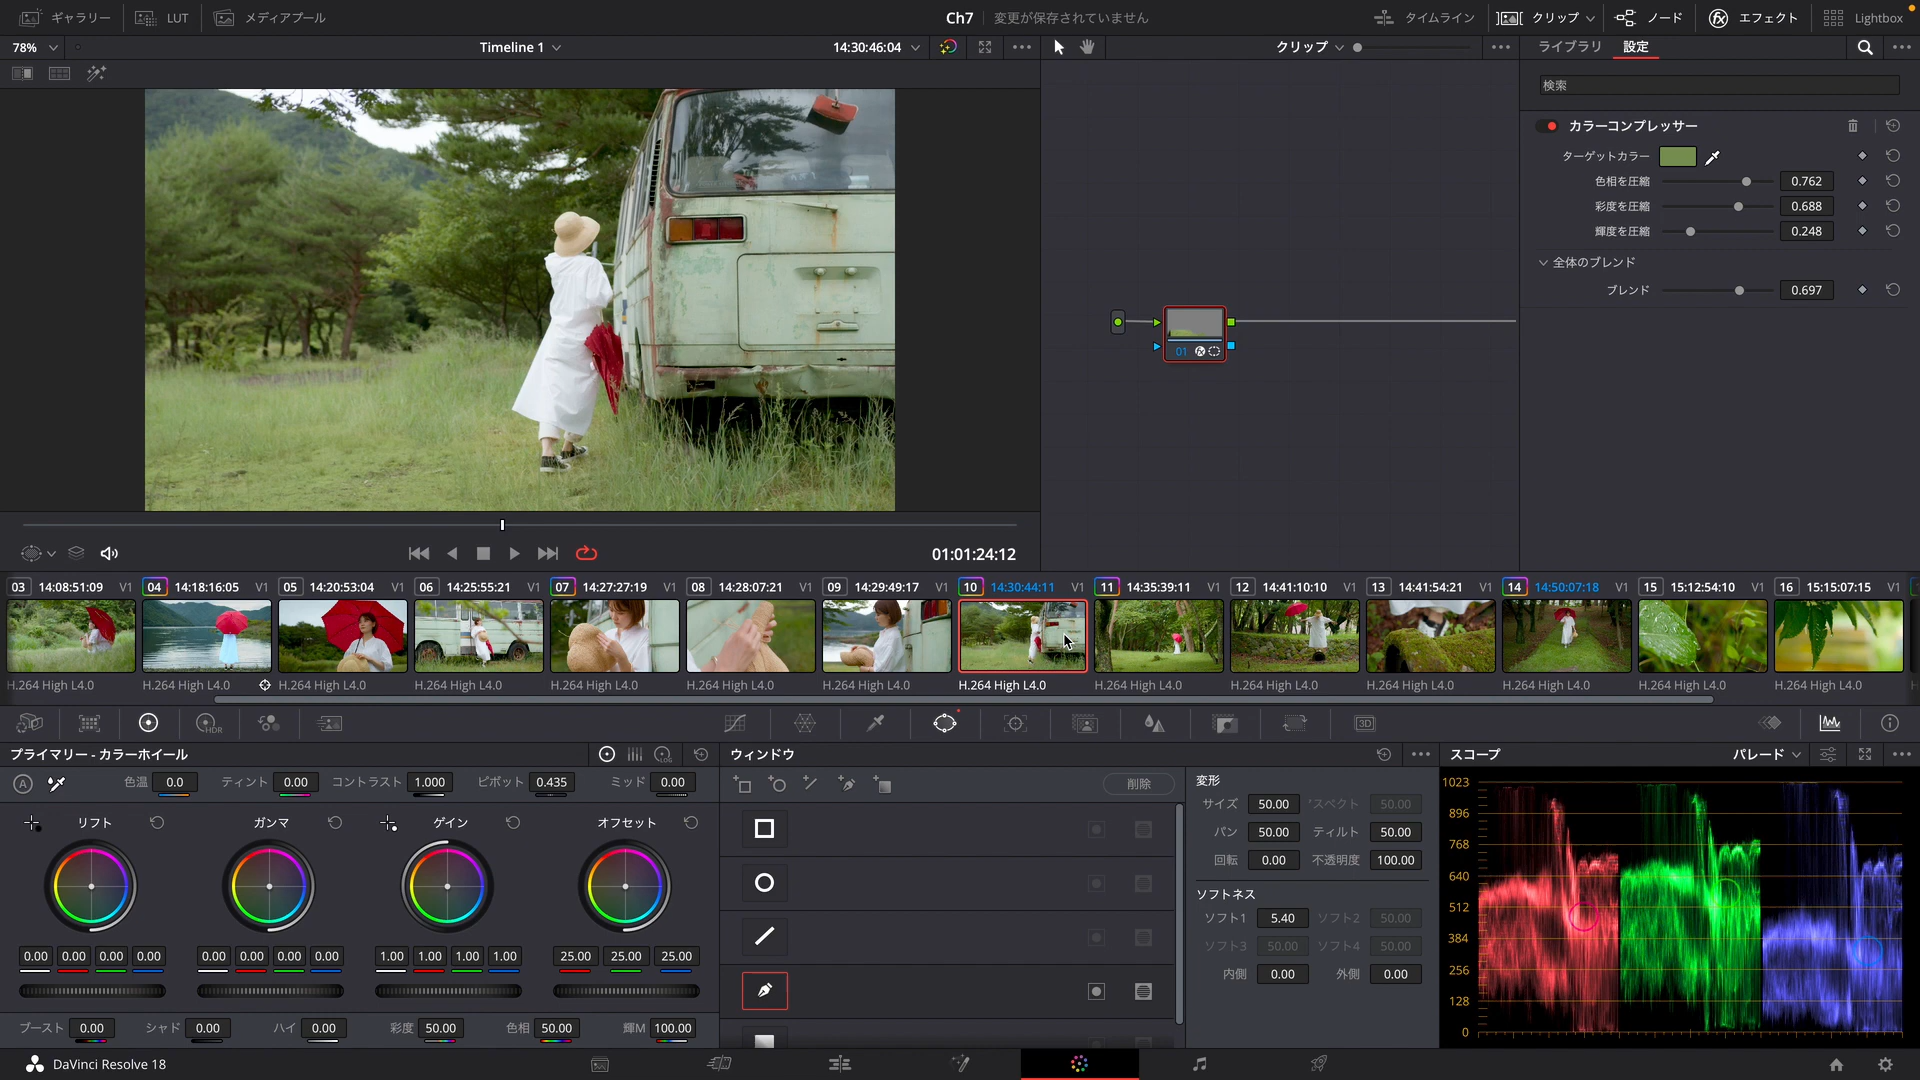 ギャラリー LUT メディアプール Ch7 変更が保存されていません タイムライン クリップ ノード エフェクト Lightbox
78% Timeline 1 14:30:46:04 クリップ ライブラリ 設定
検索
カラーコンプレッサー
ターゲットカラー
色相を圧縮 0.762
彩度を圧縮 0.688
輝度を圧縮 0.248
全体のブレンド
ブレンド 0.697
01
01:01:24:12
03 14:08:51:09 V1 04 14:18:16:05 V1 05 14:20:53:04 V1 06 14:25:55:21 V1 07 14:27:27:19 V1 08 14:28:07:21 V1 09 14:29:49:17 V1 10 14:30:44:11 V1 11 14:35:39:11 V1 12 14:41:10:10 V1 13 14:41:54:21 V1 14 14:50:07:18 V1 15 15:12:54:10 V1 16 15:15:07:15 V1
H.264 High L4.0 H.264 High L4.0 H.264 High L4.0 H.264 High L4.0 H.264 High L4.0 H.264 High L4.0 H.264 High L4.0 H.264 High L4.0 H.264 High L4.0 H.264 High L4.0 H.264 High L4.0 H.264 High L4.0 H.264 High L4.0 H.264 High L4.0
HDR 3D
プライマリー - カラーホイール LOG ウィンドウ スコープ パレード
A 色温 0.0 ティント 0.00 コントラスト 1.000 ピボット 0.435 ミッド 0.00 削除
リフト ガンマ ゲイン オフセット
0.00 0.00 0.00 0.00 0.00 0.00 0.00 0.00 1.00 1.00 1.00 1.00 25.00 25.00 25.00
ブースト 0.00 シャド 0.00 ハイ 0.00 彩度 50.00 色相 50.00 輝M 100.00
変形
サイズ 50.00 スペクト 50.00
パン 50.00 ティルト 50.00
回転 0.00 不透明度 100.00
ソフトネス
ソフト1 5.40 ソフト2 50.00
ソフト3 50.00 ソフト4 50.00
内側 0.00 外側 0.00
1023
896
768
640
512
384
256
128
0
DaVinci Resolve 18